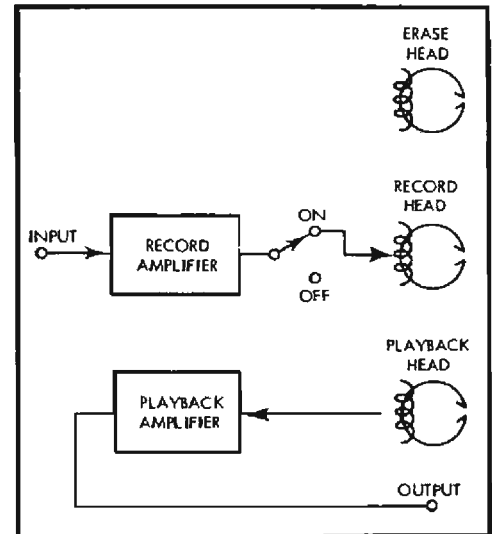 ERASE
HEAD
RECORD
HEAD
ON
INPUT
RECORD
AMPLIFIER
OFF
PLAYBACK
HEAD
PLAYBACK
AMPLIFIER
OUTPUT